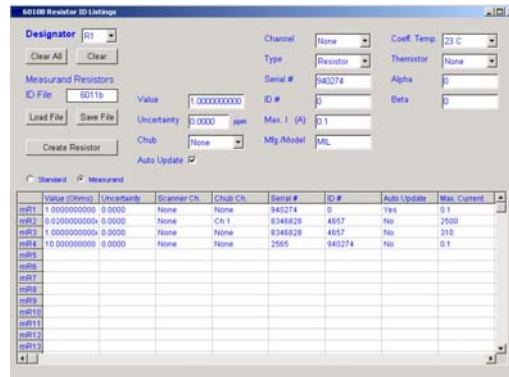 6010B Resistor ID Listings
Designator R1
Clear All Clear
Measurand Resistors
ID File 6011b
Load File Save File
Create Resistor
Value 1.0000000000
Uncertainty 0.0000 ppm
Chub None
Auto Update
Channel None
Type Resistor
Serial # 940274
ID # 0
Max. I (A) 0.1
Mfg./Model MIL
Coeff. Temp. 23 C
Themistor None
Alpha 0
Beta 0
Standard Measurand
Value (Ohms) Uncertainty Scanner Ch. Chub Ch. Serial # ID # Auto Update Max. Current
mR1 1.0000000000 0.0000 None None 940274 0 Yes 0.1
mR2 0.0200000000 0.0000 None Ch 1 8346828 4657 No 2500
mR3 1.0000000000 0.0000 None None 8346828 4657 No 310
mR4 10.000000000 0.0000 None None 2565 940274 No 0.1
mR5
mR6
mR7
mR8
mR9
mR10
mR11
mR12
mR13